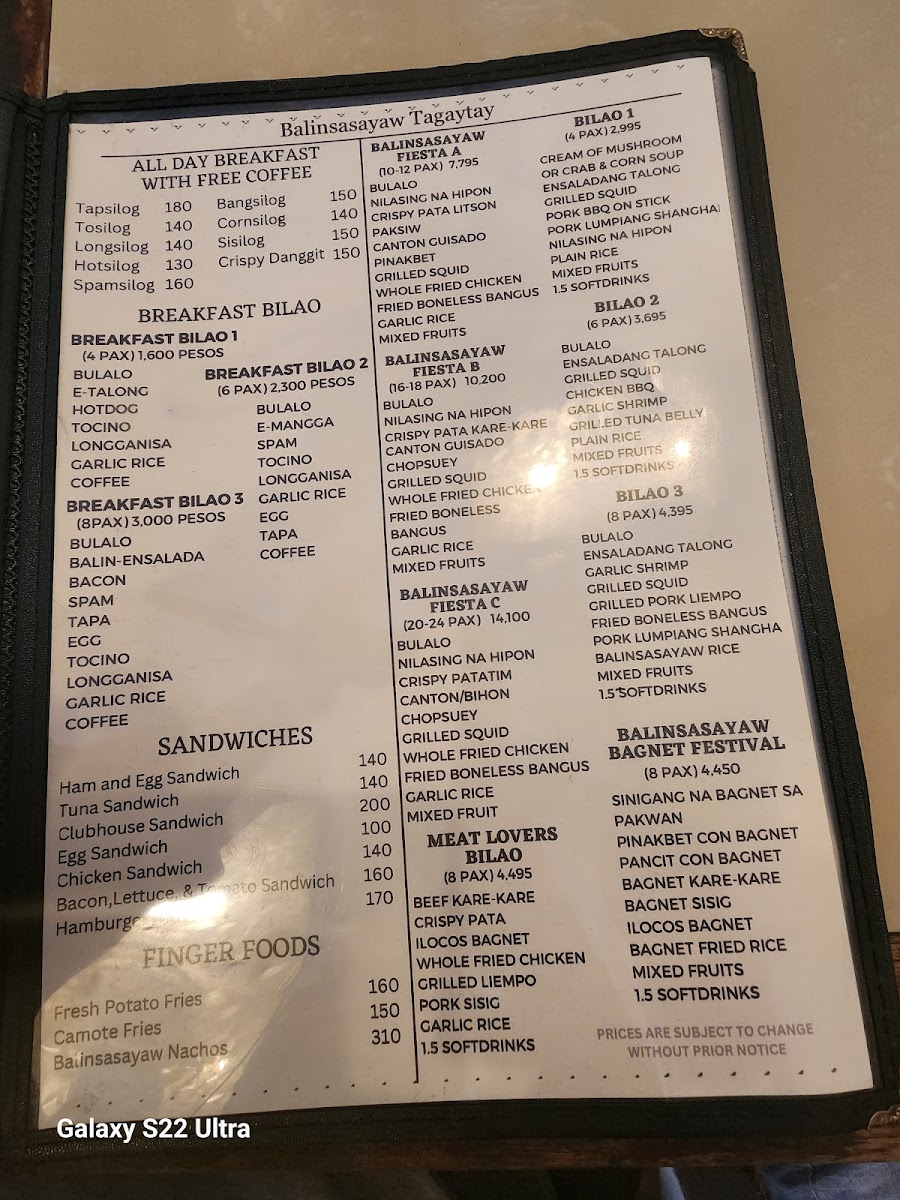 Balinsasayaw Tagaytay
ALL DAY BREAKFAST
WITH FREE COFFEE
Tapsilog 180
Tosilog 140
Longsilog 140
Hotsilog 130
Spamsilog 160
Bangsilog 150
Cornsilog 140
Sisilog 150
Crispy Danggit 150
BREAKFAST BILAO
BREAKFAST BILAO 1
(4 PAX) 1,600 PESOS
BULALO
E-TALONG
HOTDOG
TOCINO
LONGGANISA
GARLIC RICE
COFFEE
BREAKFAST BILAO 2
(6 PAX) 2,300 PESOS
BULALO
E-MANGGA
SPAM
TOCINO
LONGGANISA
GARLIC RICE
EGG
TAPA
COFFEE
BREAKFAST BILAO 3
(8PAX) 3,000 PESOS
BULALO
BALIN-ENSALADA
BACON
SPAM
TAPA
EGG
TOCINO
LONGGANISA
GARLIC RICE
COFFEE
SANDWICHES
Ham and Egg Sandwich 140
Tuna Sandwich 140
Clubhouse Sandwich 200
Egg Sandwich 100
Chicken Sandwich 140
Bacon,Lettuce, & Tomato Sandwich 160
Hamburger 170
FINGER FOODS
Fresh Potato Fries 160
Camote Fries 150
Balinsasayaw Nachos 310
BALINSASAYAW
FIESTA A
(10-12 PAX) 7,795
BULALO
NILASING NA HIPON
CRISPY PATA LITSON
PAKSIW
CANTON GUISADO
PINAKBET
GRILLED SQUID
WHOLE FRIED CHICKEN
FRIED BONELESS BANGUS
GARLIC RICE
MIXED FRUITS
BALINSASAYAW
FIESTA B
(16-18 PAX) 10,200
BULALO
NILASING NA HIPON
CRISPY PATA KARE-KARE
CANTON GUISADO
CHOPSUEY
GRILLED SQUID
WHOLE FRIED CHICKEN
FRIED BONELESS
BANGUS
GARLIC RICE
MIXED FRUITS
BALINSASAYAW
FIESTA C
(20-24 PAX) 14,100
BULALO
NILASING NA HIPON
CRISPY PATATIM
CANTON/BIHON
CHOPSUEY
GRILLED SQUID
WHOLE FRIED CHICKEN
FRIED BONELESS BANGUS
GARLIC RICE
MIXED FRUIT
MEAT LOVERS
BILAO
(8 PAX) 4,495
BEEF KARE-KARE
CRISPY PATA
ILOCOS BAGNET
WHOLE FRIED CHICKEN
GRILLED LIEMPO
PORK SISIG
GARLIC RICE
1.5 SOFTDRINKS
BILAO 1
(4 PAX) 2,995
CREAM OF MUSHROOM
OR CRAB & CORN SOUP
ENSALADANG TALONG
GRILLED SQUID
PORK BBQ ON STICK
PORK LUMPIANG SHANGHAI
NILASING NA HIPON
PLAIN RICE
MIXED FRUITS
1.5 SOFTDRINKS
BILAO 2
(6 PAX) 3,695
BULALO
ENSALADANG TALONG
GRILLED SQUID
CHICKEN BBQ
GARLIC SHRIMP
GRILLED TUNA BELLY
PLAIN RICE
MIXED FRUITS
1.5 SOFTDRINKS
BILAO 3
(8 PAX) 4,395
BULALO
ENSALADANG TALONG
GARLIC SHRIMP
GRILLED SQUID
GRILLED PORK LIEMPO
FRIED BONELESS BANGUS
PORK LUMPIANG SHANGHA
BALINSASAYAW RICE
MIXED FRUITS
1.5 SOFTDRINKS
BALINSASAYAW
BAGNET FESTIVAL
(8 PAX) 4,450
SINIGANG NA BAGNET SA
PAKWAN
PINAKBET CON BAGNET
PANCIT CON BAGNET
BAGNET KARE-KARE
BAGNET SISIG
ILOCOS BAGNET
BAGNET FRIED RICE
MIXED FRUITS
1.5 SOFTDRINKS
PRICES ARE SUBJECT TO CHANGE
WITHOUT PRIOR NOTICE
Galaxy S22 Ultra